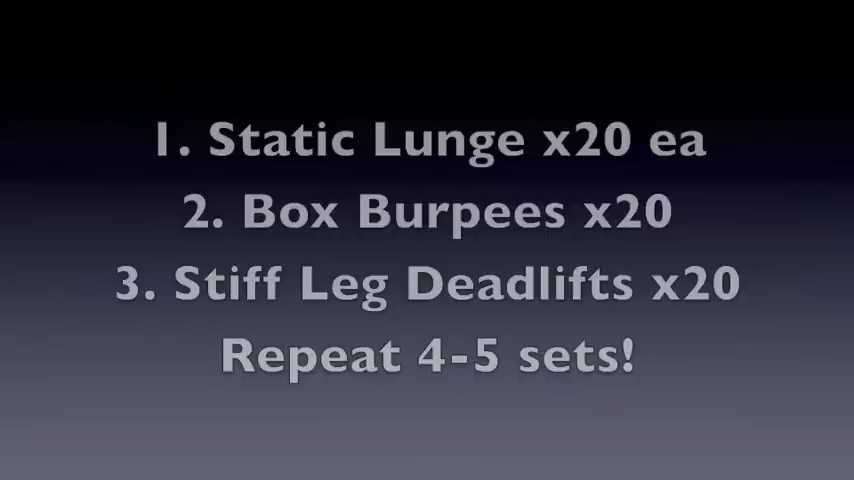 1. Static Lunge x20 ea
2. Box Burpees x20
3. Stiff Leg Deadlifts x20
Repeat 4-5 sets!